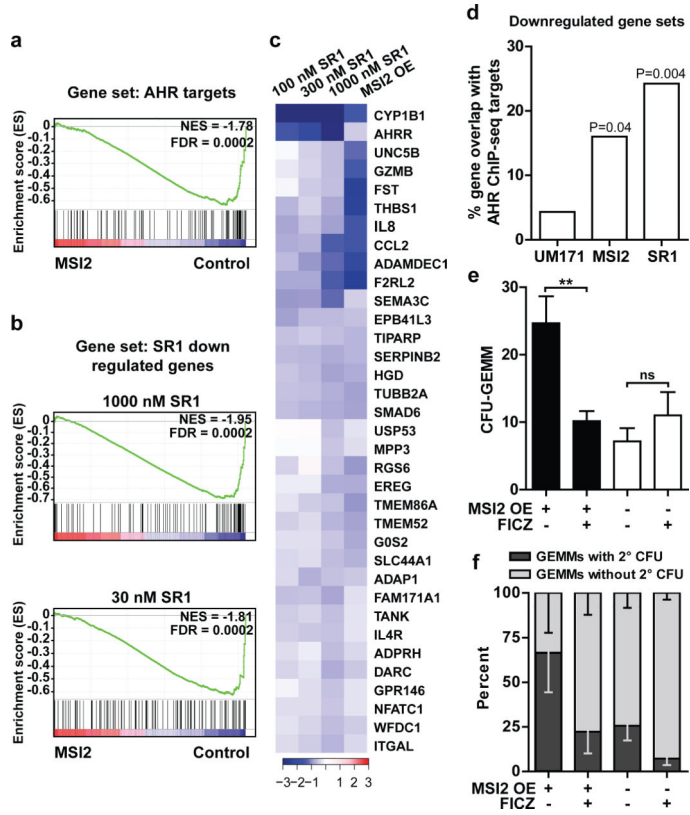 a
Gene set: AHR targets
Enrichment score (ES)
0
-0.1
-0.2
-0.3
-0.4
-0.5
-0.6
NES = -1.78
FDR = 0.0002
MSI2 Control
b
Gene set: SR1 down
regulated genes
1000 nM SR1
Enrichment score (ES)
0
-0.1
-0.2
-0.3
-0.4
-0.5
-0.6
-0.7
NES = -1.95
FDR = 0.0002
30 nM SR1
Enrichment score (ES)
0
-0.1
-0.2
-0.3
-0.4
-0.5
-0.6
NES = -1.81
FDR = 0.0002
MSI2 Control
c
100 nM SR1
300 nM SR1
1000 nM SR1
MSI2 OE
CYP1B1
AHRR
UNC5B
GZMB
FST
THBS1
IL8
CCL2
ADAMDEC1
F2RL2
SEMA3C
EPB41L3
TIPARP
SERPINB2
HGD
TUBB2A
SMAD6
USP53
MPP3
RGS6
EREG
TMEM86A
TMEM52
G0S2
SLC44A1
ADAP1
FAM171A1
TANK
IL4R
ADPRH
DARC
GPR146
NFATC1
WFDC1
ITGAL
-3 -2 -1 1 2 3
d
Downregulated gene sets
% gene overlap with
AHR ChIP-seq targets
30
20
10
0
P=0.04
P=0.004
UM171 MSI2 SR1
e
CFU-GEMM
30
20
10
0
**
ns
MSI2 OE + + - -
FICZ - + - +
f
GEMMs with 2° CFU
GEMMs without 2° CFU
Percent
100
75
50
25
0
MSI2 OE + + - -
FICZ - + - +